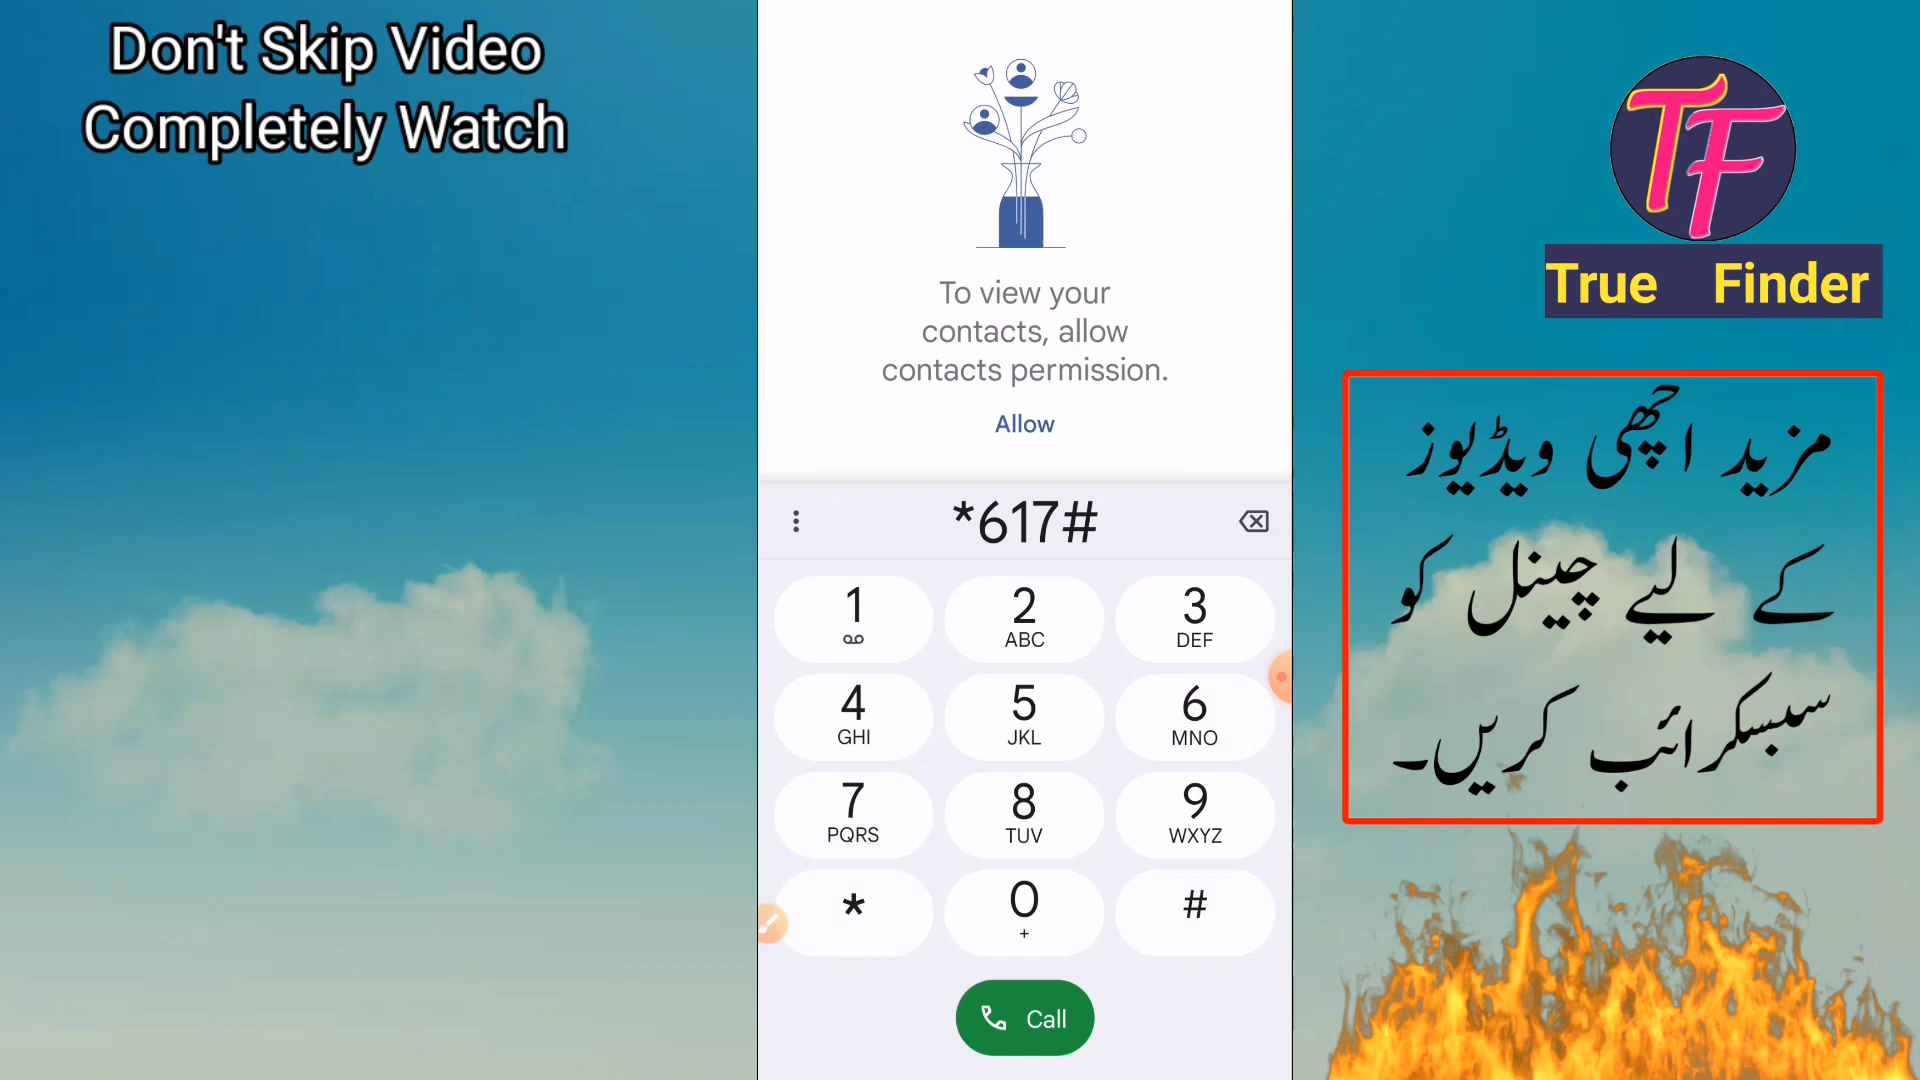 Don't Skip Video
Completely Watch
To view your
contacts, allow
contacts permission.
Allow
*617#
1
2
ABC
3
DEF
4
GHI
5
JKL
6
MNO
7
PQRS
8
TUV
9
WXYZ
*
0
+
#
Call
TF
True Finder
مزید اچھی ویڈیوز
کے لیے چینل کو
سبسکرائب کریں۔